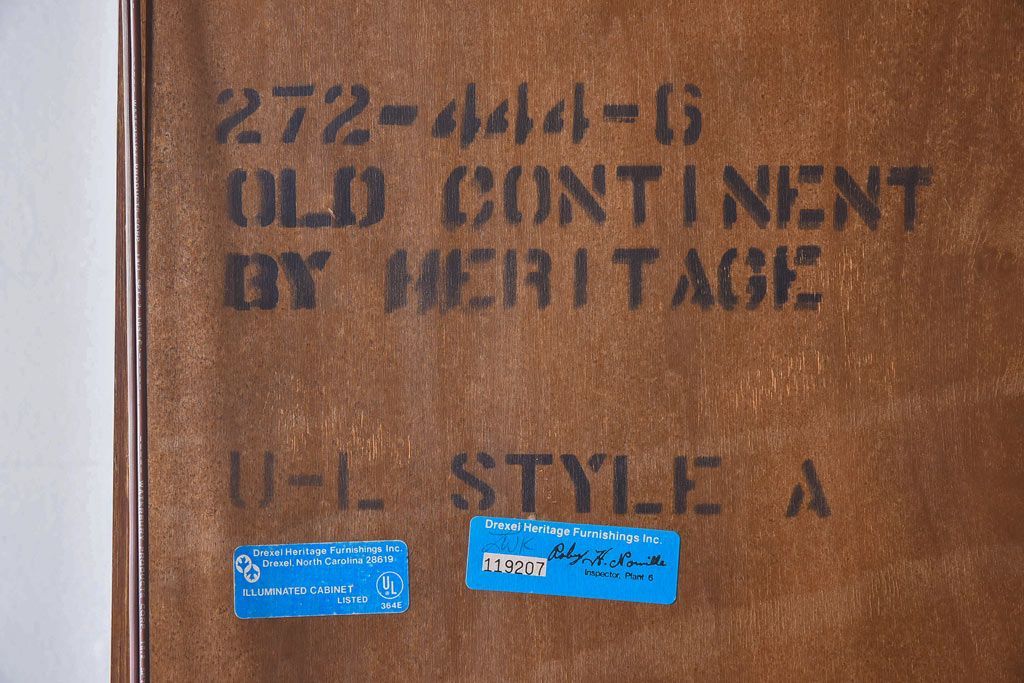 272-444-6
OLD CONTINENT
BY HERITAGE
U-L STYLE A
Drexel Heritage Furnishings Inc.
Drexel, North Carolina 28619
ILLUMINATED CABINET
LISTED
UL
364E
Drexel Heritage Furnishings Inc.
119207
Inspector, Plant 6